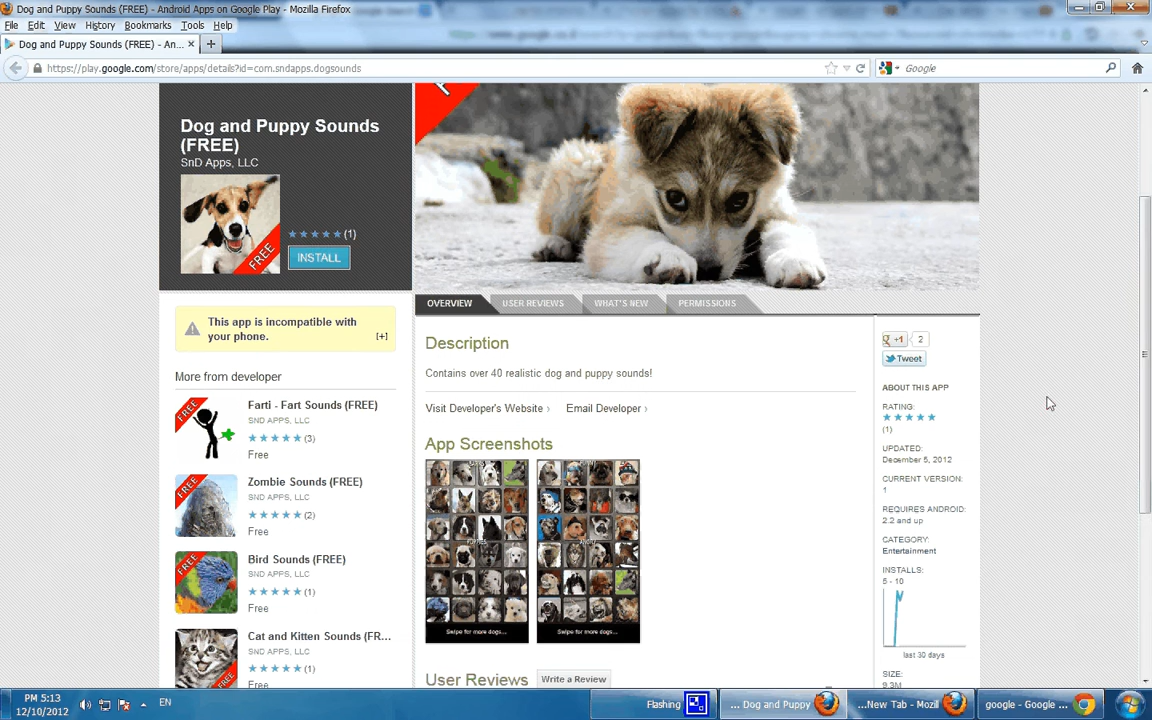 Dog and Puppy Sounds (FREE) - Android Apps on Google Play - Mozilla Firefox
File Edit View History Bookmarks Tools Help
Dog and Puppy Sounds (FREE) - An... × +
https://play.google.com/store/apps/details?id=com.sndapps.dogsounds
Google
Dog and Puppy Sounds
(FREE)
SnD Apps, LLC
FREE
(1)
INSTALL
OVERVIEW USER REVIEWS WHAT'S NEW PERMISSIONS
This app is incompatible with
your phone. [+]
More from developer
FREE
Farti - Fart Sounds (FREE)
SND APPS, LLC
(3)
Free
FREE
Zombie Sounds (FREE)
SND APPS, LLC
(2)
Free
FREE
Bird Sounds (FREE)
SND APPS, LLC
(1)
Free
FREE
Cat and Kitten Sounds (FR...
SND APPS, LLC
(1)
Free
Description
Contains over 40 realistic dog and puppy sounds!
Visit Developer's Website › Email Developer ›
App Screenshots
Swipe for more dogs...
Swipe for more dogs...
User Reviews Write a Review
g +1 2
Tweet
ABOUT THIS APP
RATING:
(1)
UPDATED:
December 5, 2012
CURRENT VERSION:
1
REQUIRES ANDROID:
2.2 and up
CATEGORY:
Entertainment
INSTALLS:
5 - 10
last 30 days
SIZE:
9.3M
PM 5:13
12/10/2012
EN
Flashing
... Dog and Puppy
...New Tab - Mozil
google - Google ...